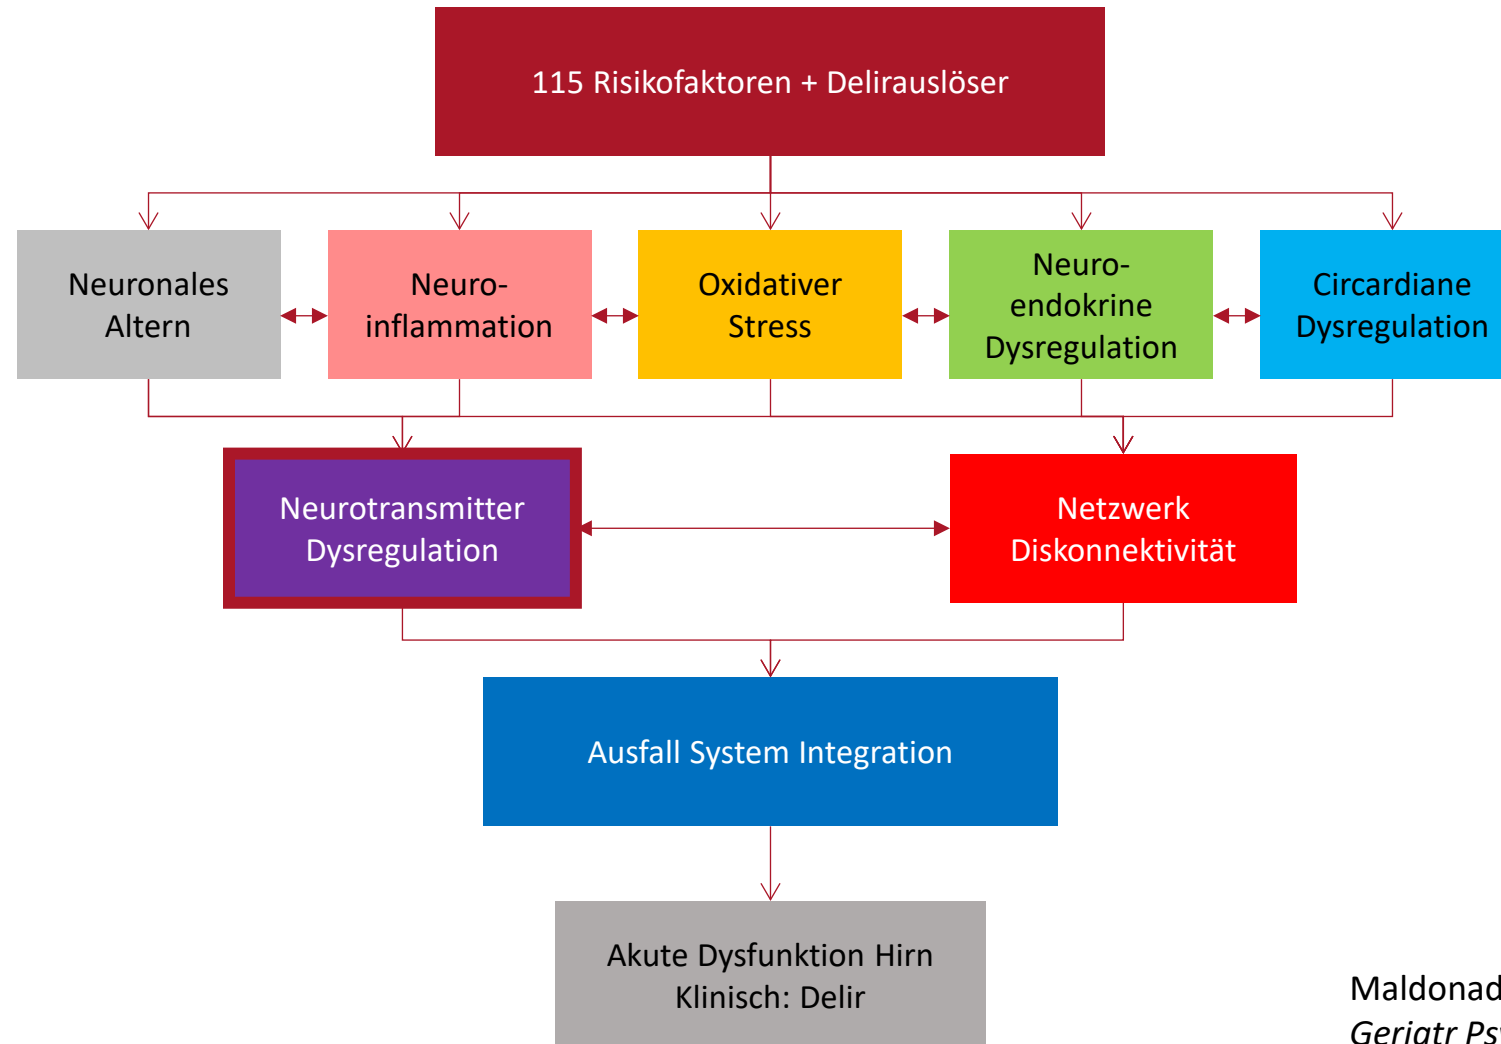 115 Risikofaktoren + Delirauslöser
Neuronales
Altern
Neuro-
inflammation
Oxidativer
Stress
Neuro-
endokrine
Dysregulation
Circardiane
Dysregulation
Neurotransmitter
Dysregulation
Netzwerk
Diskonnektivität
Ausfall System Integration
Akute Dysfunktion Hirn
Klinisch: Delir
Geriatr